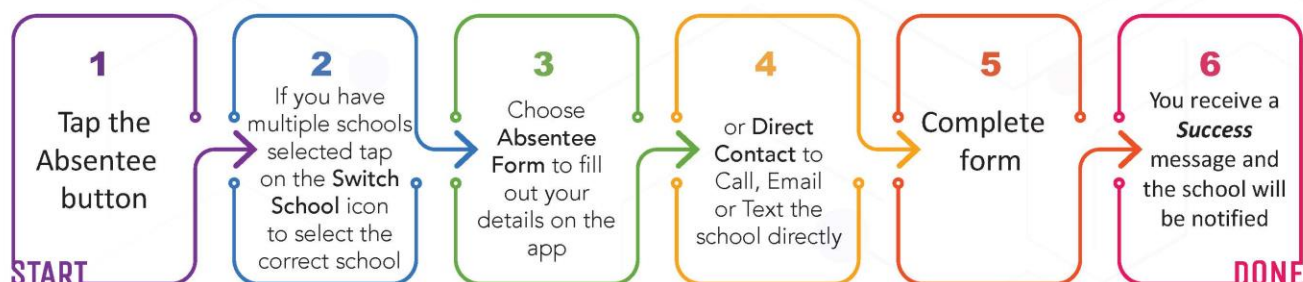 1
Tap the
Absentee
button
START
2
If you have
multiple schools
selected tap
on the Switch
School icon
to select the
correct school
3
Choose
Absentee
Form to fill
out your
details on the
app
4
or Direct
Contact to
Call, Email
or Text the
school directly
5
Complete
form
6
You receive a
Success
message and
the school will
be notified
DONE